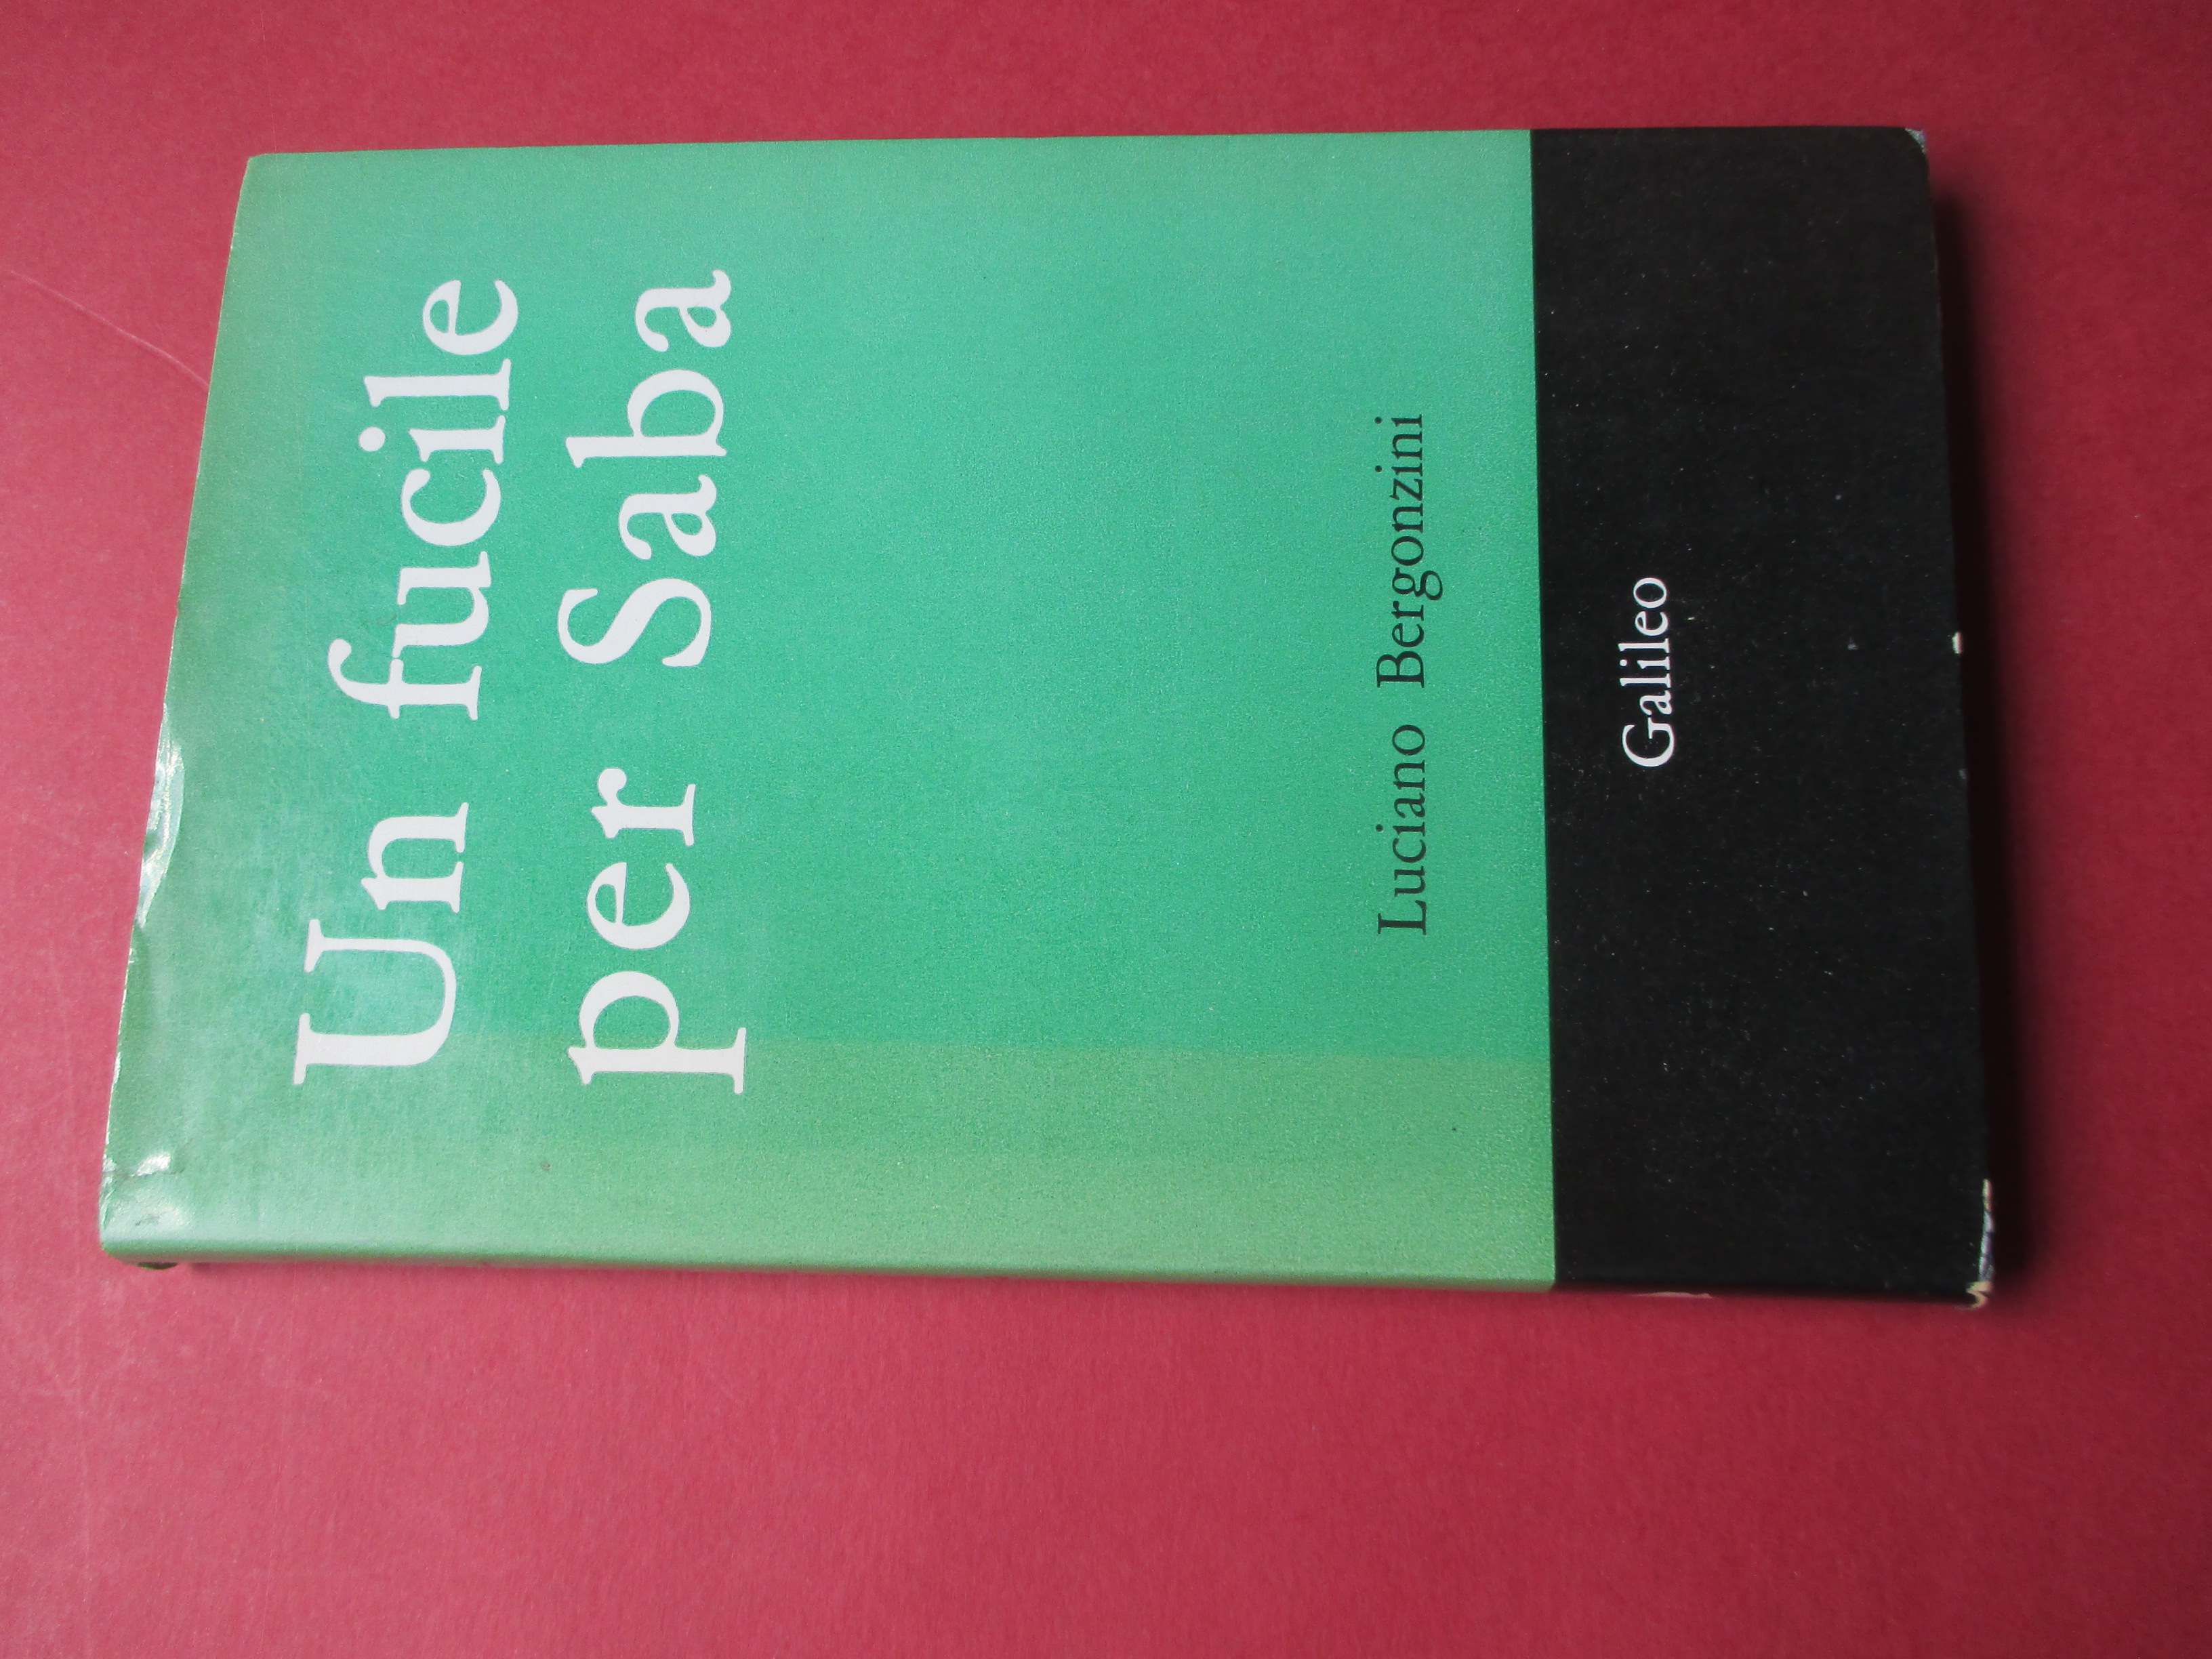 Un fucile
per Saba
Luciano Bergonzini
Galileo